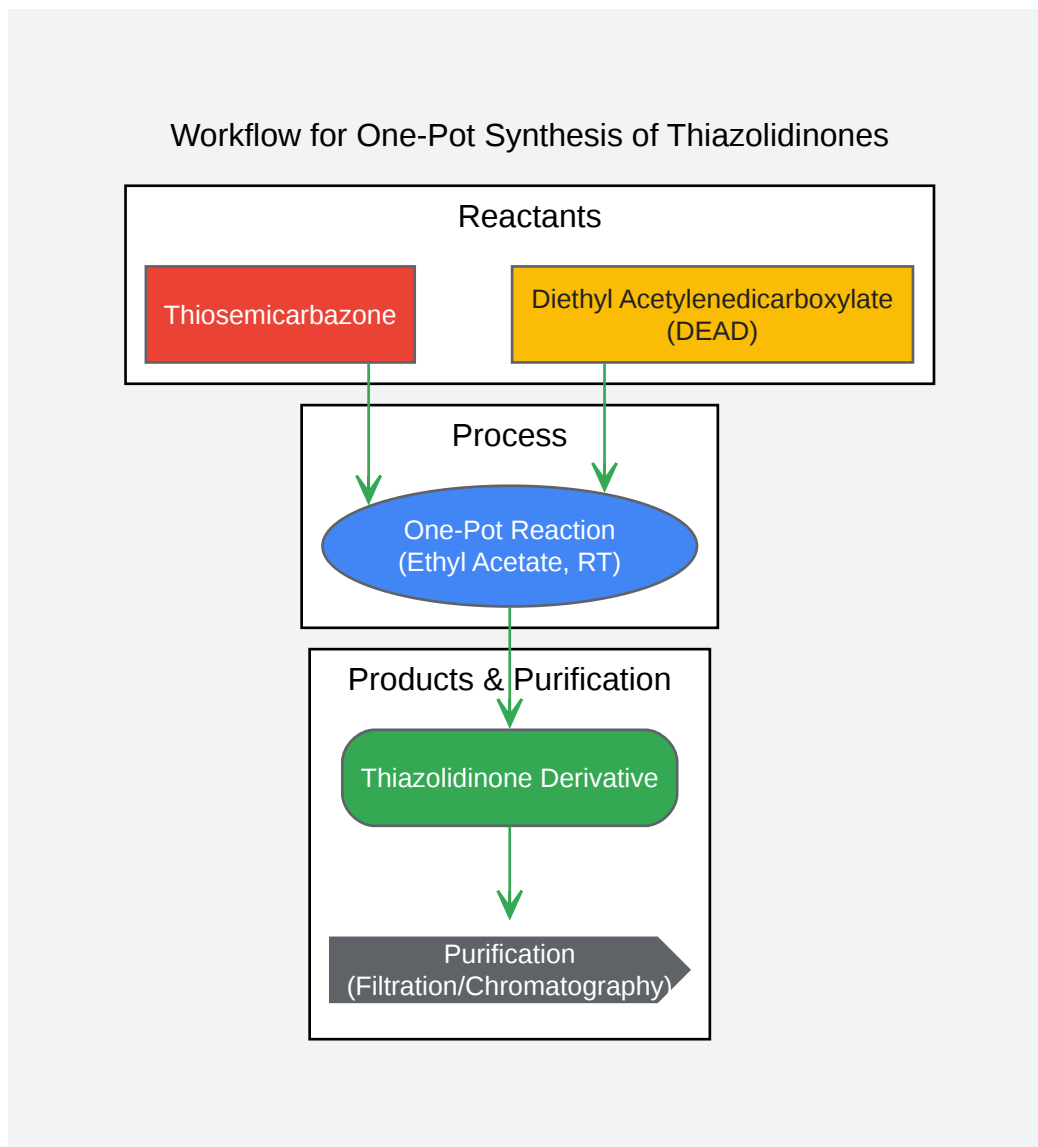 Workflow for One-Pot Synthesis of Thiazolidinones
Reactants
Thiosemicarbazone
Diethyl Acetylenedicarboxylate
(DEAD)
Process
One-Pot Reaction
(Ethyl Acetate, RT)
Products & Purification
Thiazolidinone Derivative
Purification
(Filtration/Chromatography)